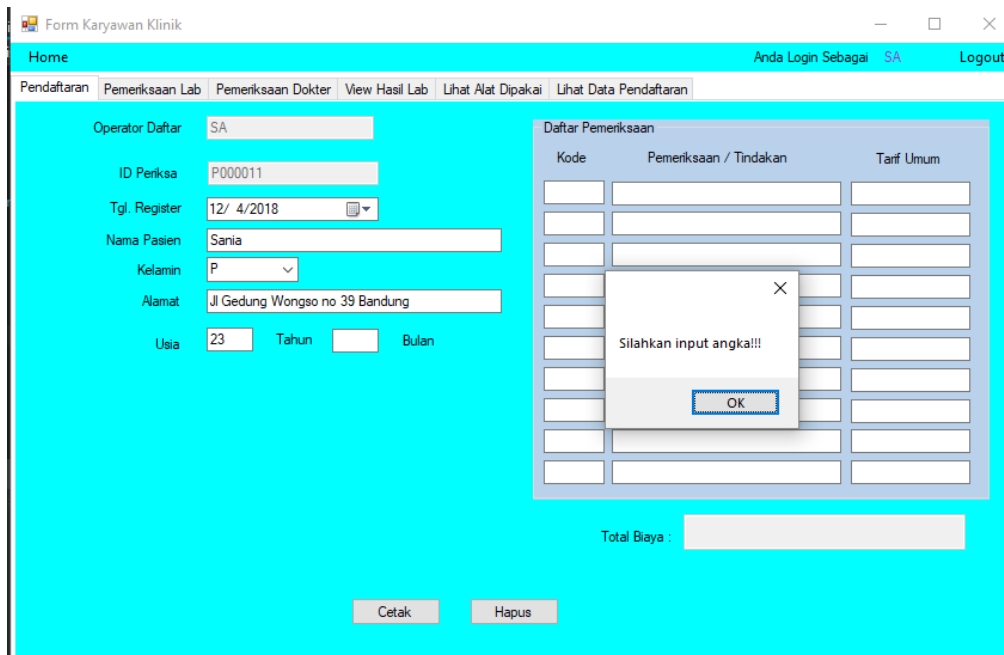 Form Karyawan Klinik
Home Anda Login Sebagai SA Logout
Pendaftaran Pemeriksaan Lab Pemeriksaan Dokter View Hasil Lab Lihat Alat Dipakai Lihat Data Pendaftaran
Operator Daftar SA
ID Periksa P000011
Tgl. Register 12/ 4/2018
Nama Pasien Sania
Kelamin P
Alamat Jl Gedung Wongso no 39 Bandung
Usia 23 Tahun Bulan
Daftar Pemeriksaan
Kode Pemeriksaan / Tindakan Tarif Umum
Silahkan input angka!!!
OK
Total Biaya :
Cetak Hapus